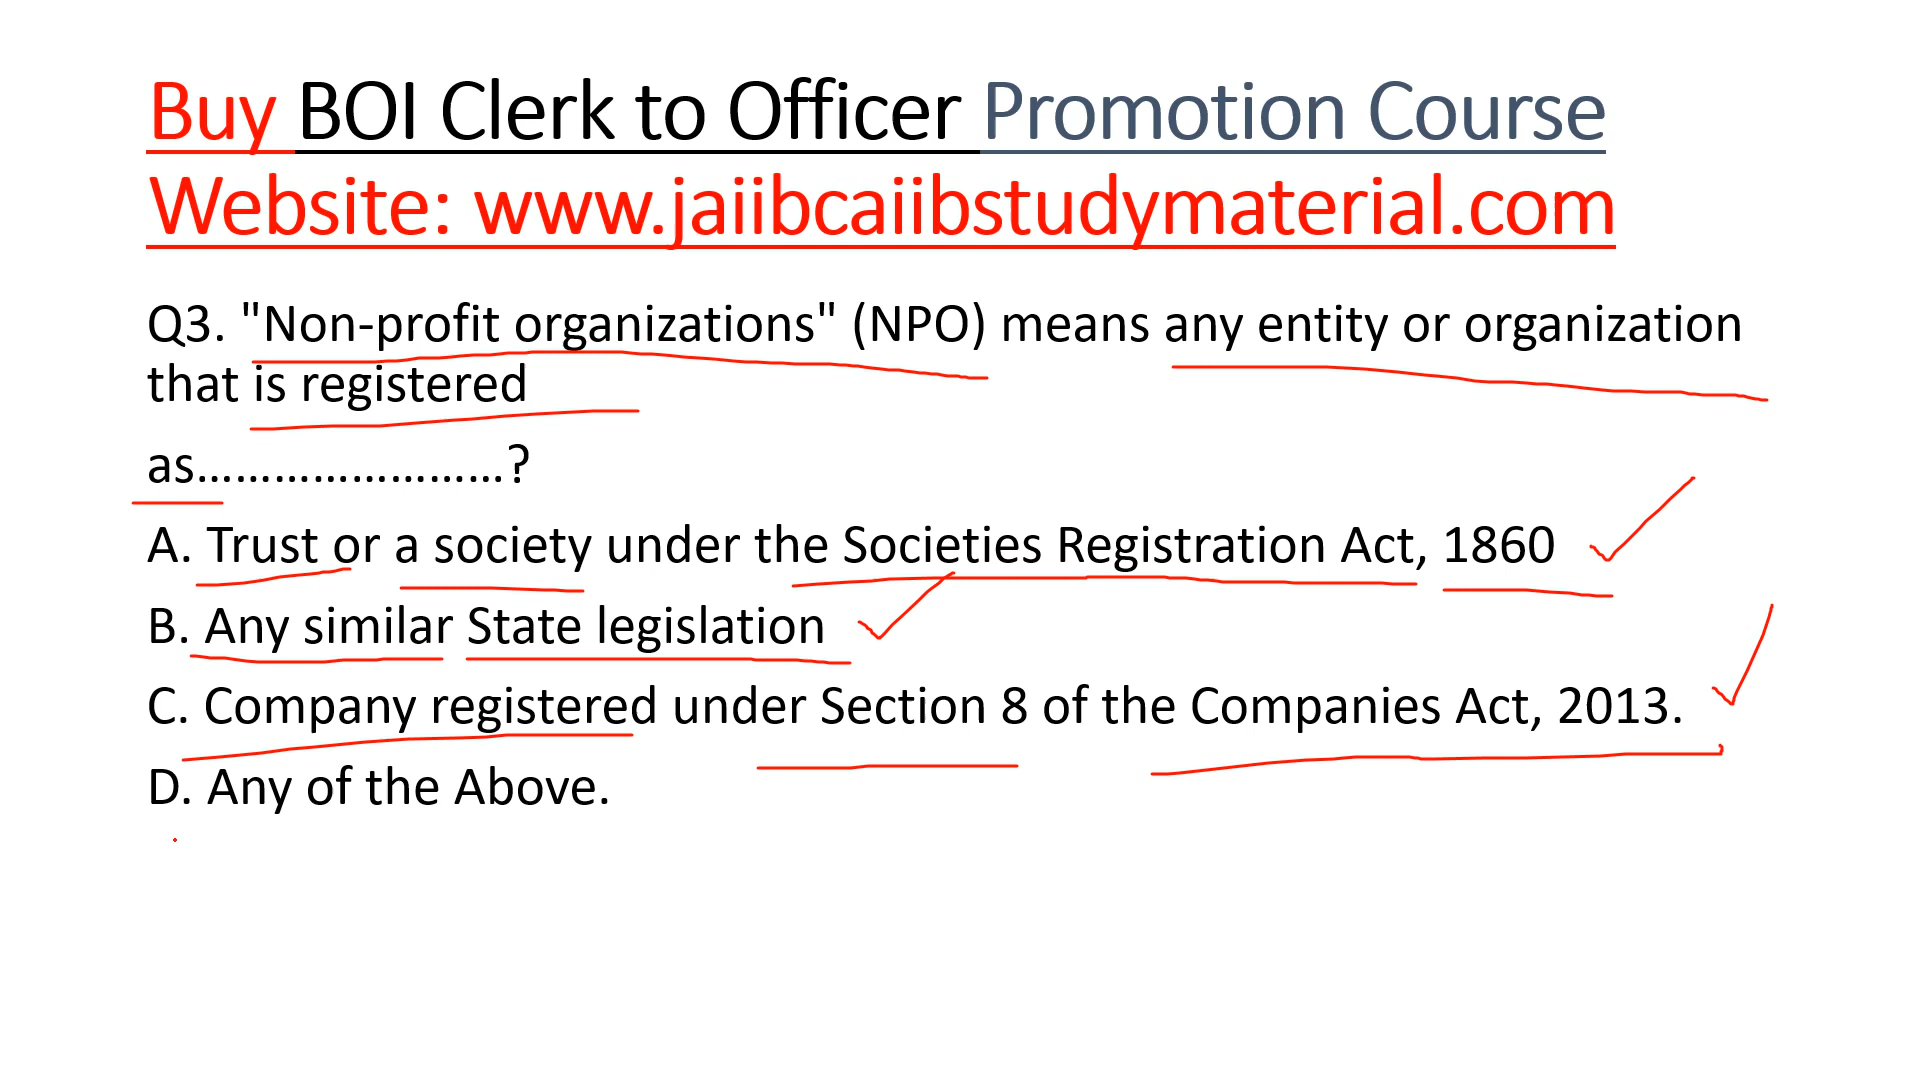 Buy BOI Clerk to Officer Promotion Course
Website: www.jaiibcaiibstudymaterial.com
Q3. "Non-profit organizations" (NPO) means any entity or organization
that is registered
as……………………?
A. Trust or a society under the Societies Registration Act, 1860
B. Any similar State legislation
C. Company registered under Section 8 of the Companies Act, 2013.
D. Any of the Above.